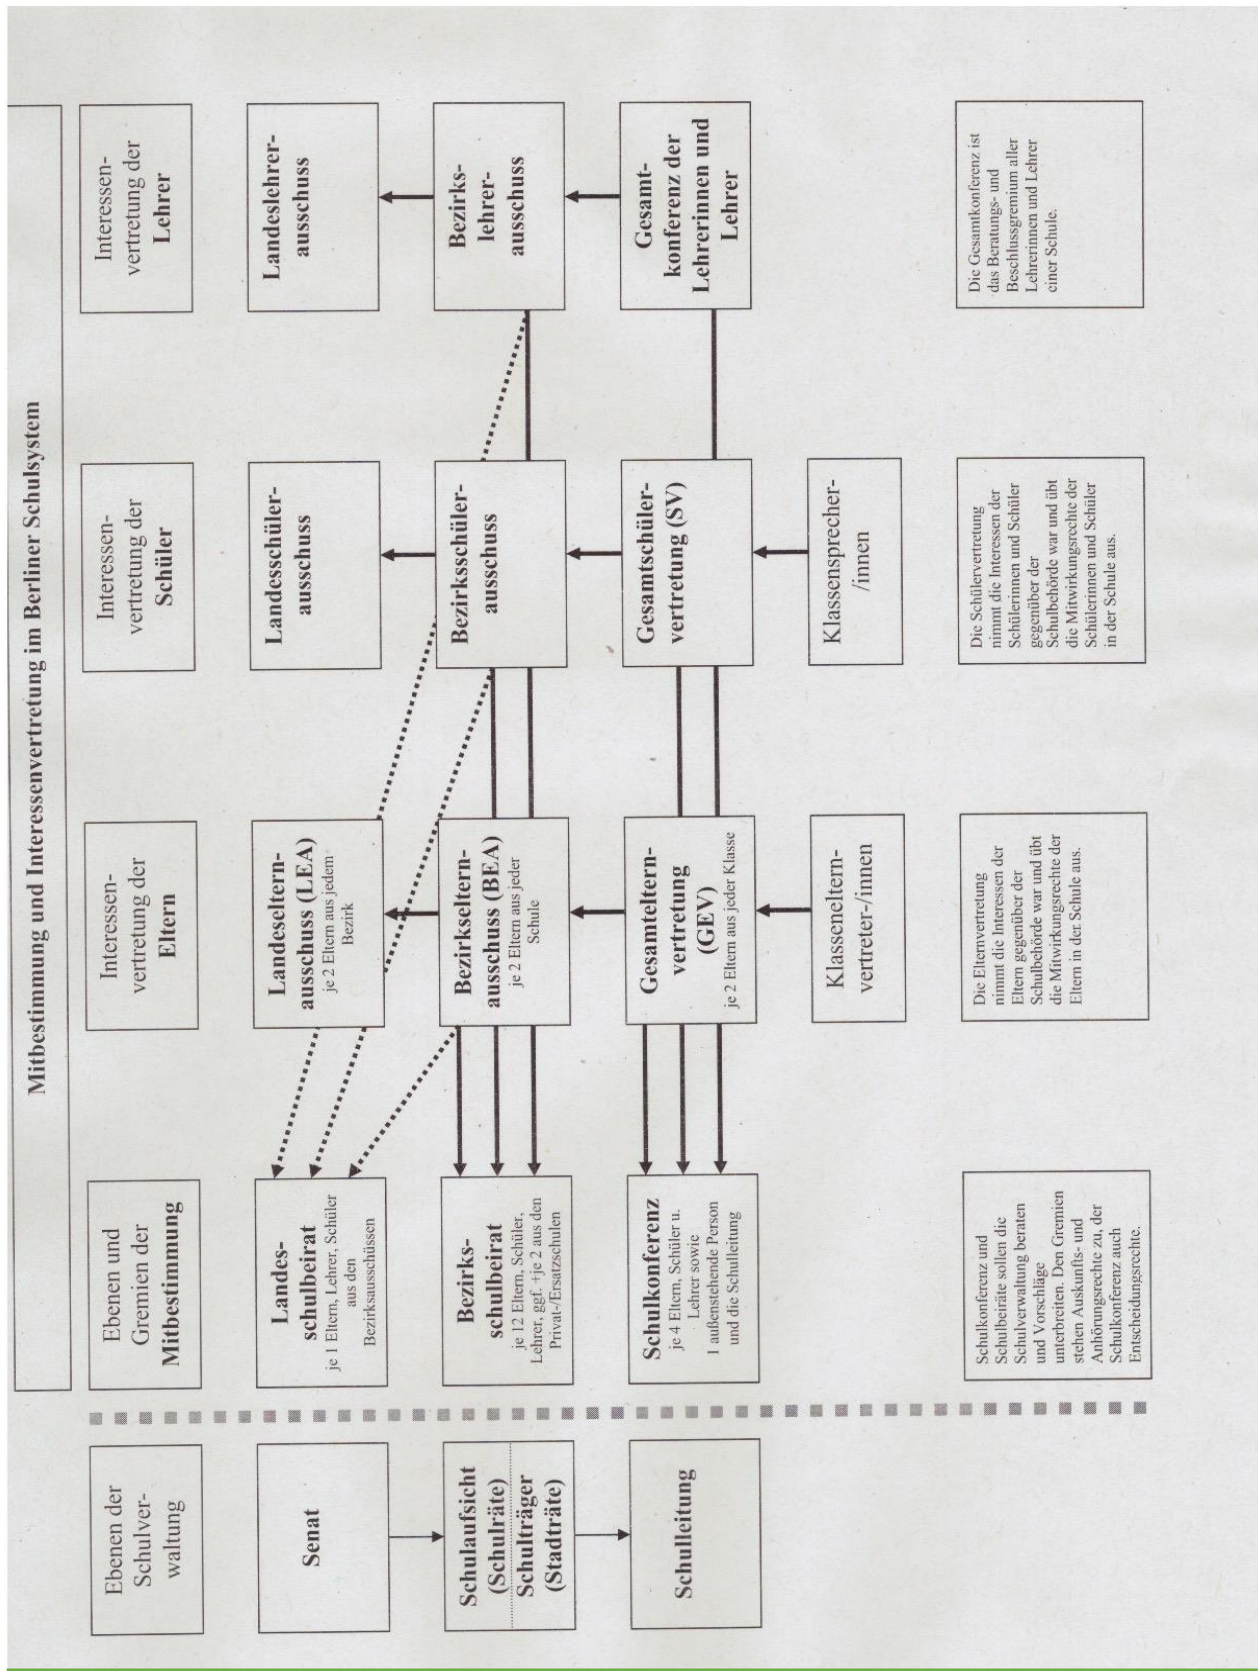 Mitbestimmung und Interessenvertretung im Berliner Schulsystem
Ebenen der
Schulver-
waltung
Ebenen und
Gremien der
Mitbestimmung
Interessen-
vertretung der
Eltern
Interessen-
vertretung der
Schüler
Interessen-
vertretung der
Lehrer
Senat
Landes-
schulbeirat
je 1 Eltern, Lehrer, Schüler
aus den
Bezirksausschüssen
Landeseltern-
ausschuss (LEA)
je 2 Eltern aus jedem
Bezirk
Landesschüler-
ausschuss
Landeslehrer-
ausschuss
Schulaufsicht
(Schulräte)
Schulträger
(Stadträte)
Bezirks-
schulbeirat
je 12 Eltern, Schüler,
Lehrer, ggf. +je 2 aus den
Privat-/Ersatzschulen
Bezirkseltern-
ausschuss (BEA)
je 2 Eltern aus jeder
Schule
Bezirksschüler-
ausschuss
Bezirks-
lehrer-
ausschuss
Schulleitung
Schulkonferenz
je 4 Eltern, Schüler u.
Lehrer sowie
1 außenstehende Person
und die Schulleitung
Gesamteltern-
vertretung
(GEV)
je 2 Eltern aus jeder Klasse
Gesamtschüler-
vertretung (SV)
Gesamt-
konferenz der
Lehrerinnen und
Lehrer
Klasseneltern-
vertreter-/innen
Klassensprecher-
/innen
Schulkonferenz und
Schulbeiräte sollen die
Schulverwaltung beraten
und Vorschläge
unterbreiten. Den Gremien
stehen Auskunfts- und
Anhörungsrechte zu, der
Schulkonferenz auch
Entscheidungsrechte.
Die Elternvertretung
nimmt die Interessen der
Eltern gegenüber der
Schulbehörde war und übt
die Mitwirkungsrechte der
Eltern in der Schule aus.
Die Schülervertretung
nimmt die Interessen der
Schülerinnen und Schüler
gegenüber der
Schulbehörde war und übt
die Mitwirkungsrechte der
Schülerinnen und Schüler
in der Schule aus.
Die Gesamtkonferenz ist
das Beratungs- und
Beschlussgremium aller
Lehrerinnen und Lehrer
einer Schule.